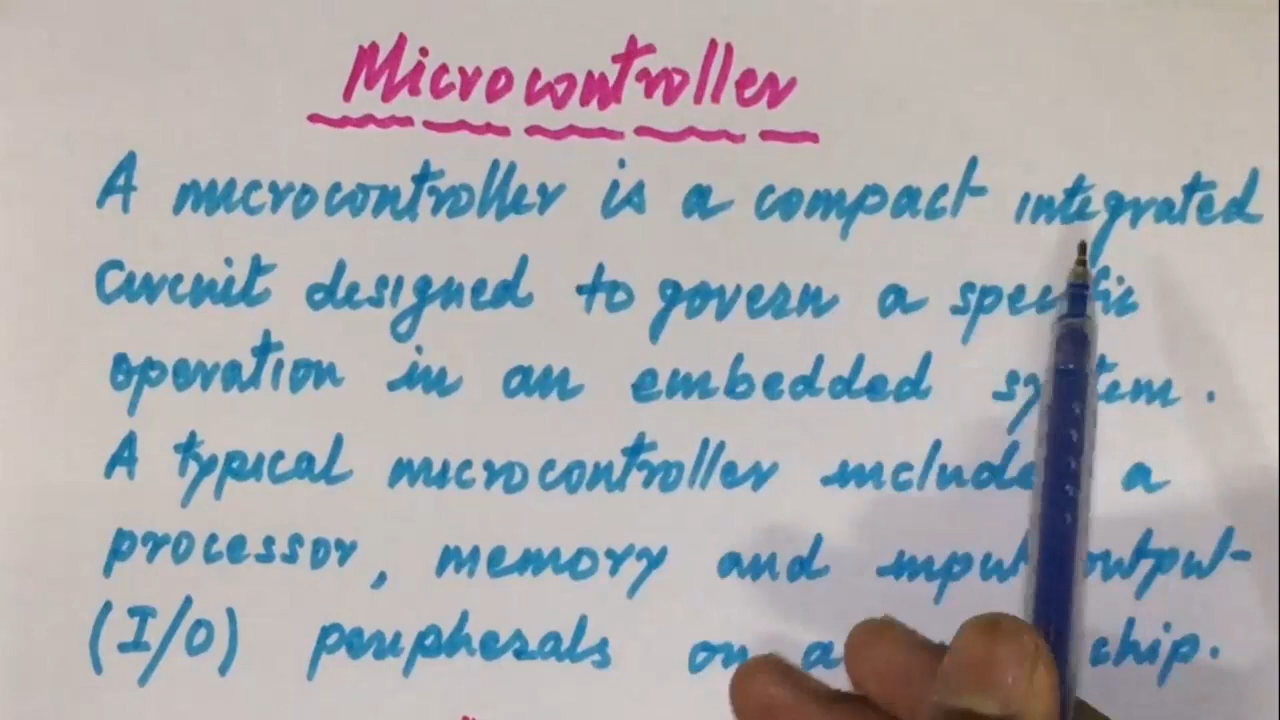 Microcontroller
A microcontroller is a compact integrated
Circuit designed to govern a specific
operation in an embedded system.
A typical microcontroller includes a
processor, memory and input output
(I/O) peripherals on a chip.